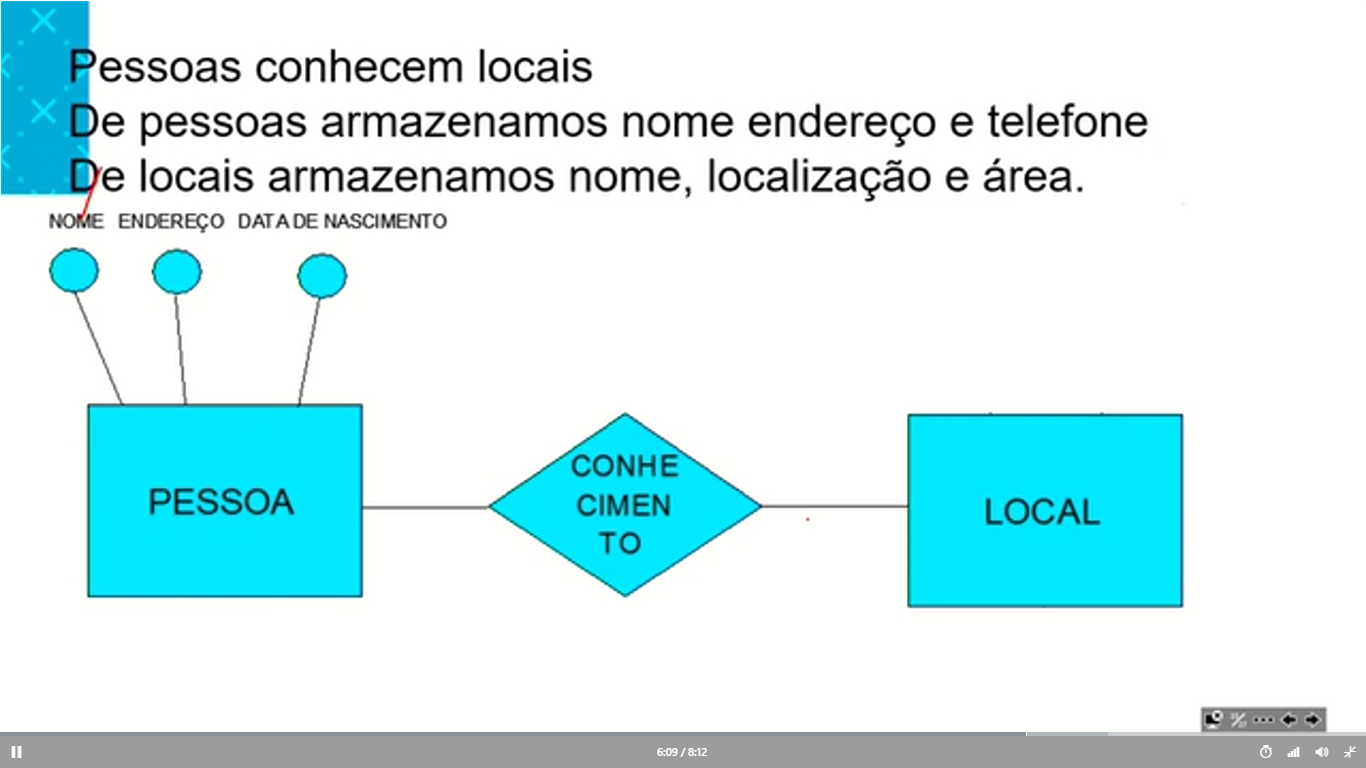 Pessoas conhecem locais
De pessoas armazenamos nome endereço e telefone
De locais armazenamos nome, localização e área.
NOME ENDEREÇO DATA DE NASCIMENTO
PESSOA
CONHE
CIMEN
TO
LOCAL
6:09 / 8:12